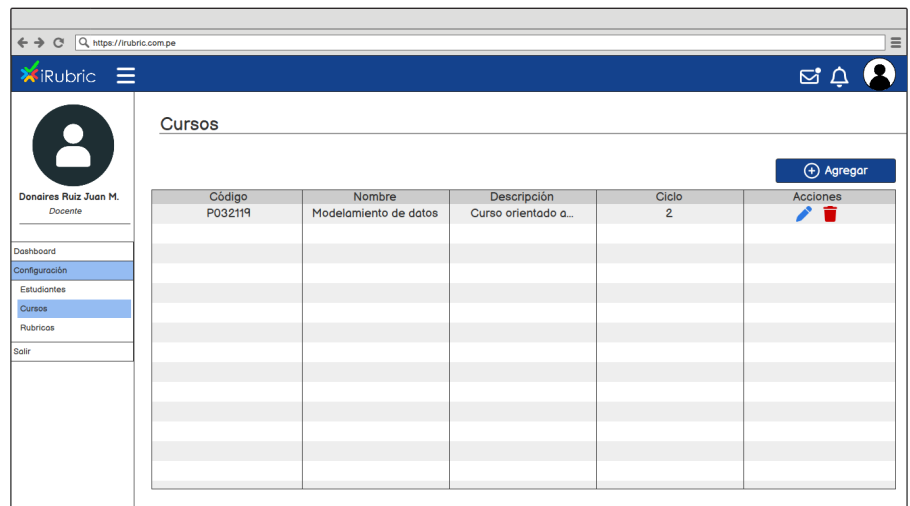 https://irubric.com.pe
iRubric
Donaires Ruiz Juan M.
Docente
Dashboard
Configuración
Estudiantes
Cursos
Rubricas
Salir
Cursos
Agregar
Código Nombre Descripción Ciclo Acciones
P032119 Modelamiento de datos Curso orientado a... 2